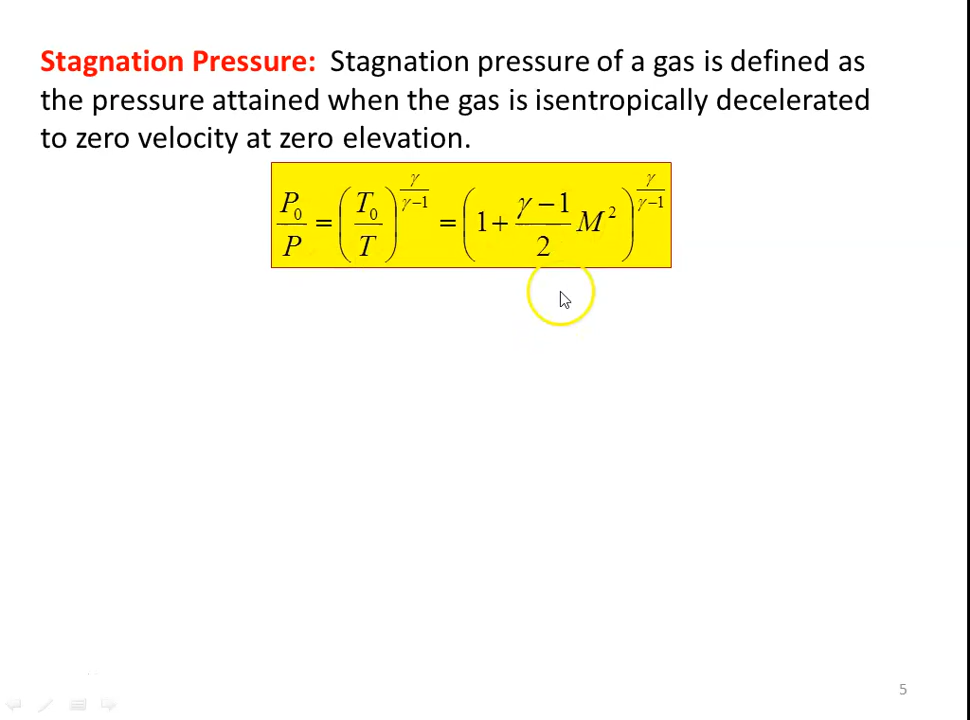 Stagnation Pressure: Stagnation pressure of a gas is defined as
the pressure attained when the gas is isentropically decelerated
to zero velocity at zero elevation.
P₀/P = (T₀/T)^(γ/(γ−1)) = (1 + (γ−1)/2 M²)^(γ/(γ−1))
5